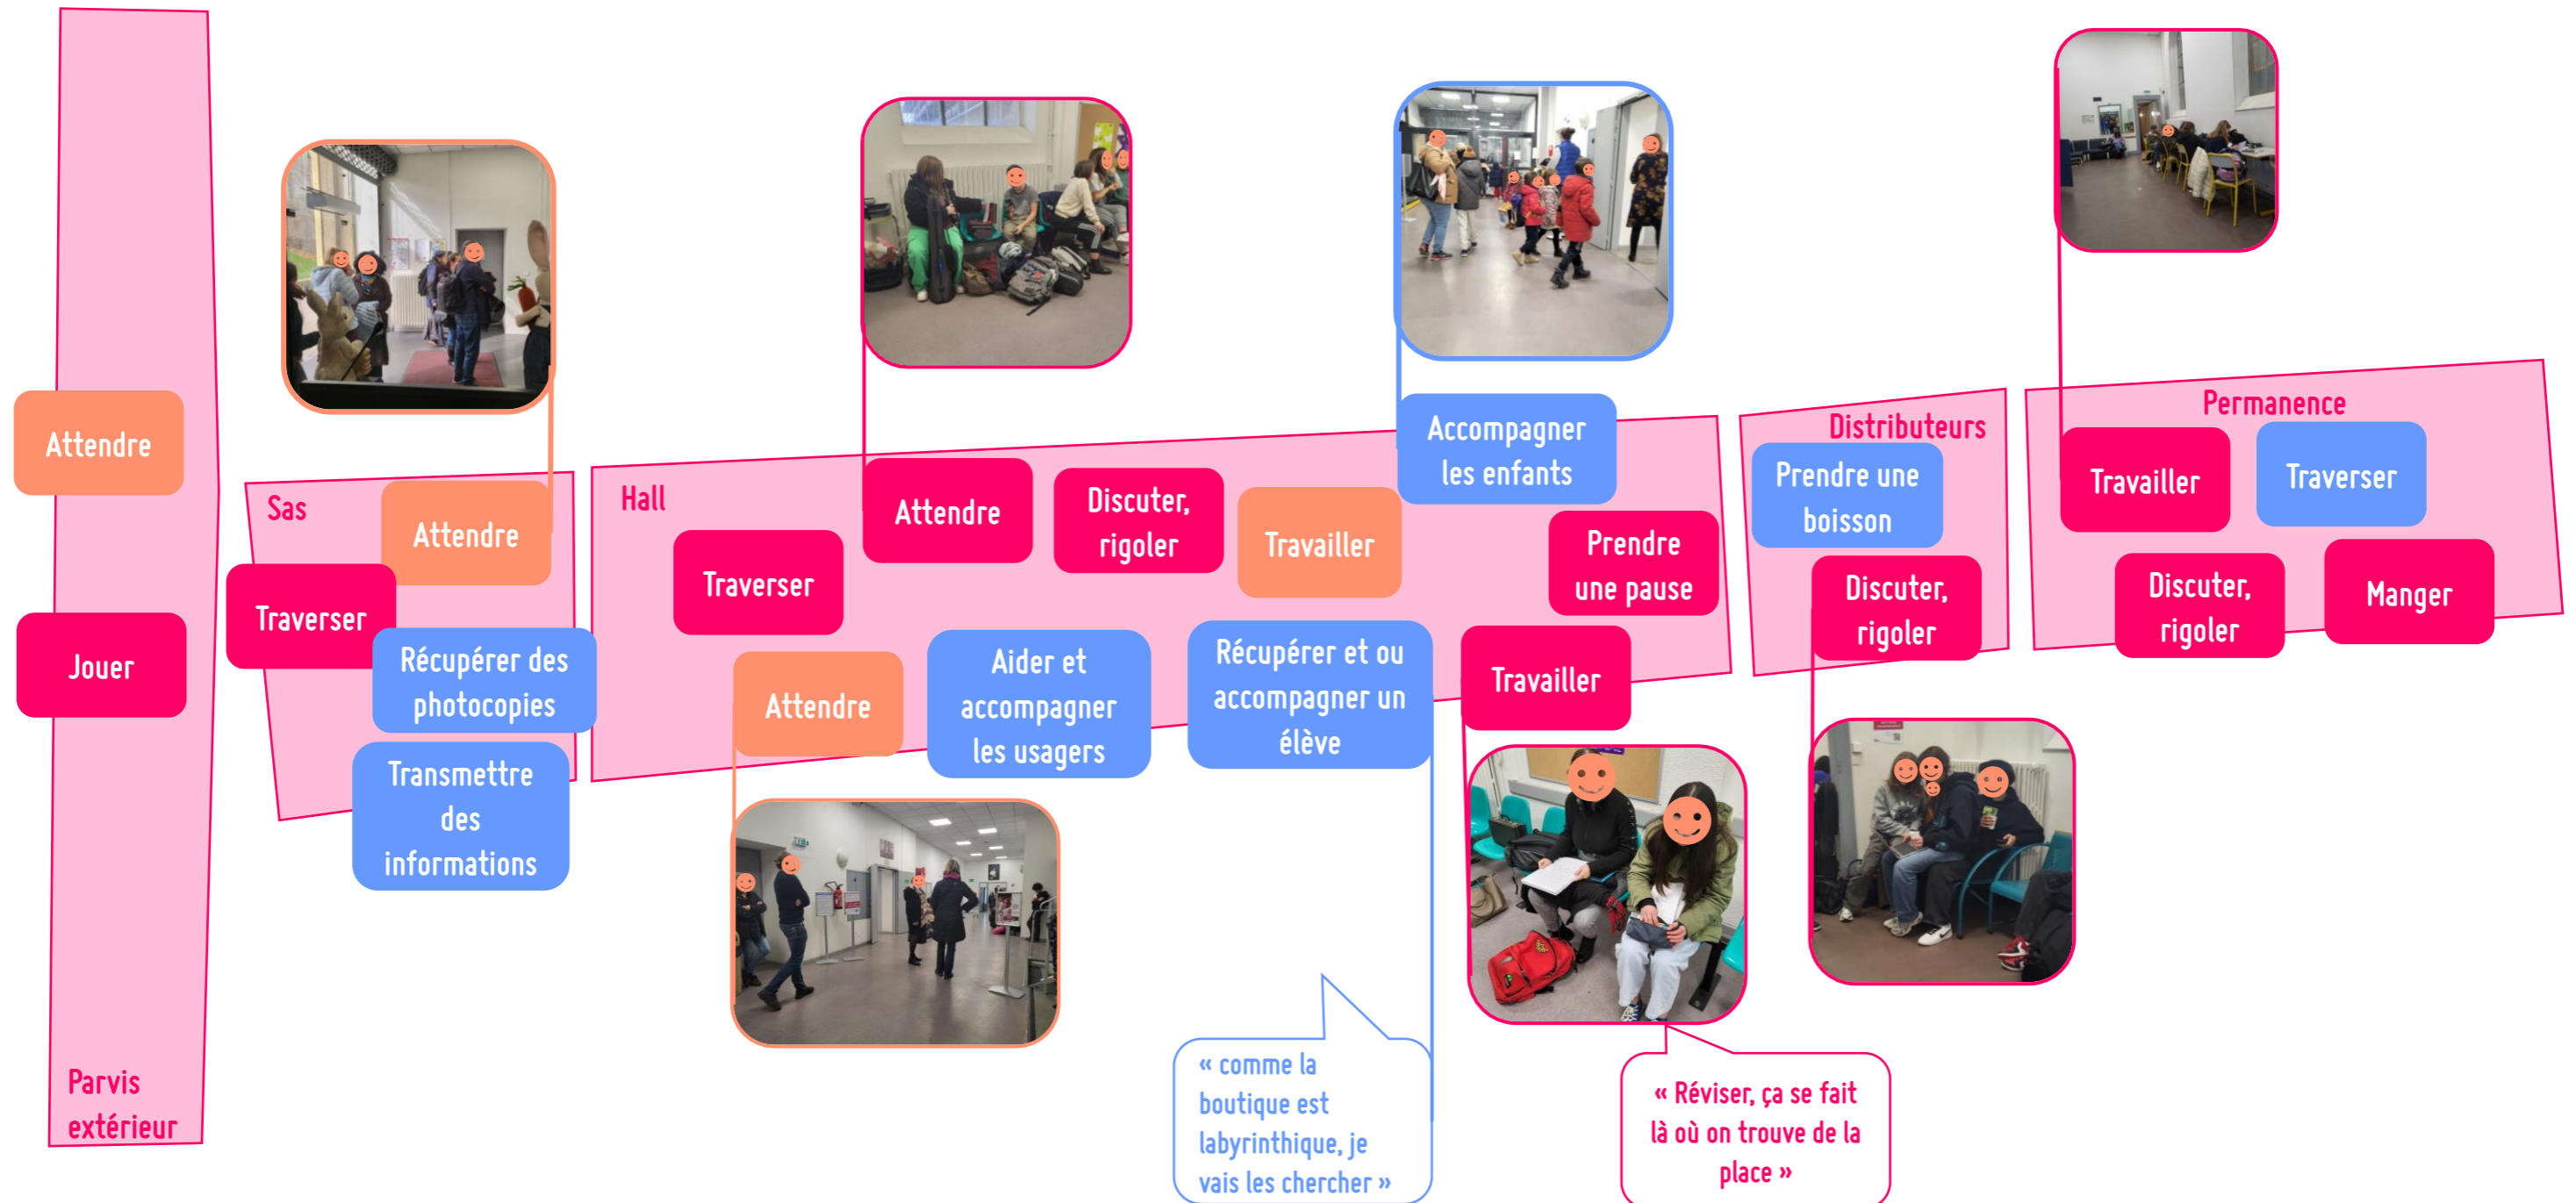 Parvis
extérieur
Attendre
Jouer
Sas
Attendre
Traverser
Récupérer des
photocopies
Transmettre
des
informations
Hall
Traverser
Attendre
Discuter,
rigoler
Travailler
Accompagner
les enfants
Prendre
une pause
Attendre
Aider et
accompagner
les usagers
Récupérer et ou
accompagner un
élève
Travailler
« comme la
boutique est
labyrinthique, je
vais les chercher »
« Réviser, ça se fait
là où on trouve de la
place »
Distributeurs
Prendre une
boisson
Discuter,
rigoler
Permanence
Travailler
Traverser
Discuter,
rigoler
Manger